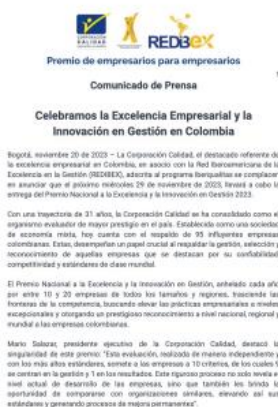 CORPORACIÓN
CALIDAD
REDIBEX
Premio de empresarios para empresarios
Comunicado de Prensa
Celebramos la Excelencia Empresarial y la
Innovación en Gestión en Colombia
Bogotá, noviembre 20 de 2023 – La Corporación Calidad, el destacado referente de
la excelencia empresarial en Colombia, en asocio con la Red Iberoamericana de la
Excelencia en la Gestión (REDIBEX), adscrita al programa Iberqualitas se complacen
en anunciar que el próximo miércoles 29 de noviembre de 2023, llevará a cabo la
entrega del Premio Nacional a la Excelencia y la Innovación en Gestión 2023.
Con una trayectoria de 31 años, la Corporación Calidad se ha consolidado como el
organismo evaluador de mayor prestigio en el país. Establecida como una sociedad
de economía mixta, hoy cuenta con el respaldo de 95 influyentes empresas
colombianas. Estas, desempeñan un papel crucial al respaldar la gestión, selección y
reconocimiento de aquellas empresas que se destacan por su confiabilidad,
competitividad y estándares de clase mundial.
El Premio Nacional a la Excelencia y la Innovación en Gestión, anhelado cada año
por entre 10 y 20 empresas de todos los tamaños y regiones, trasciende las
fronteras de la competencia, buscando elevar las prácticas empresariales a niveles
excepcionales y otorgando un prestigioso reconocimiento a nivel nacional, regional y
mundial a las empresas colombianas.
Mario Salazar, presidente ejecutivo de la Corporación Calidad, destacó la
singularidad de este premio: "Esta evaluación, realizada de manera independiente y
con los más altos estándares, somete a las empresas a 10 criterios, de los cuales 9
se centran en la gestión y 1 en los resultados. Este riguroso proceso no solo revela el
nivel actual de desarrollo de las empresas, sino que también les brinda la
oportunidad de compararse con organizaciones similares, elevando así sus
estándares y generando procesos de mejora permanentes".